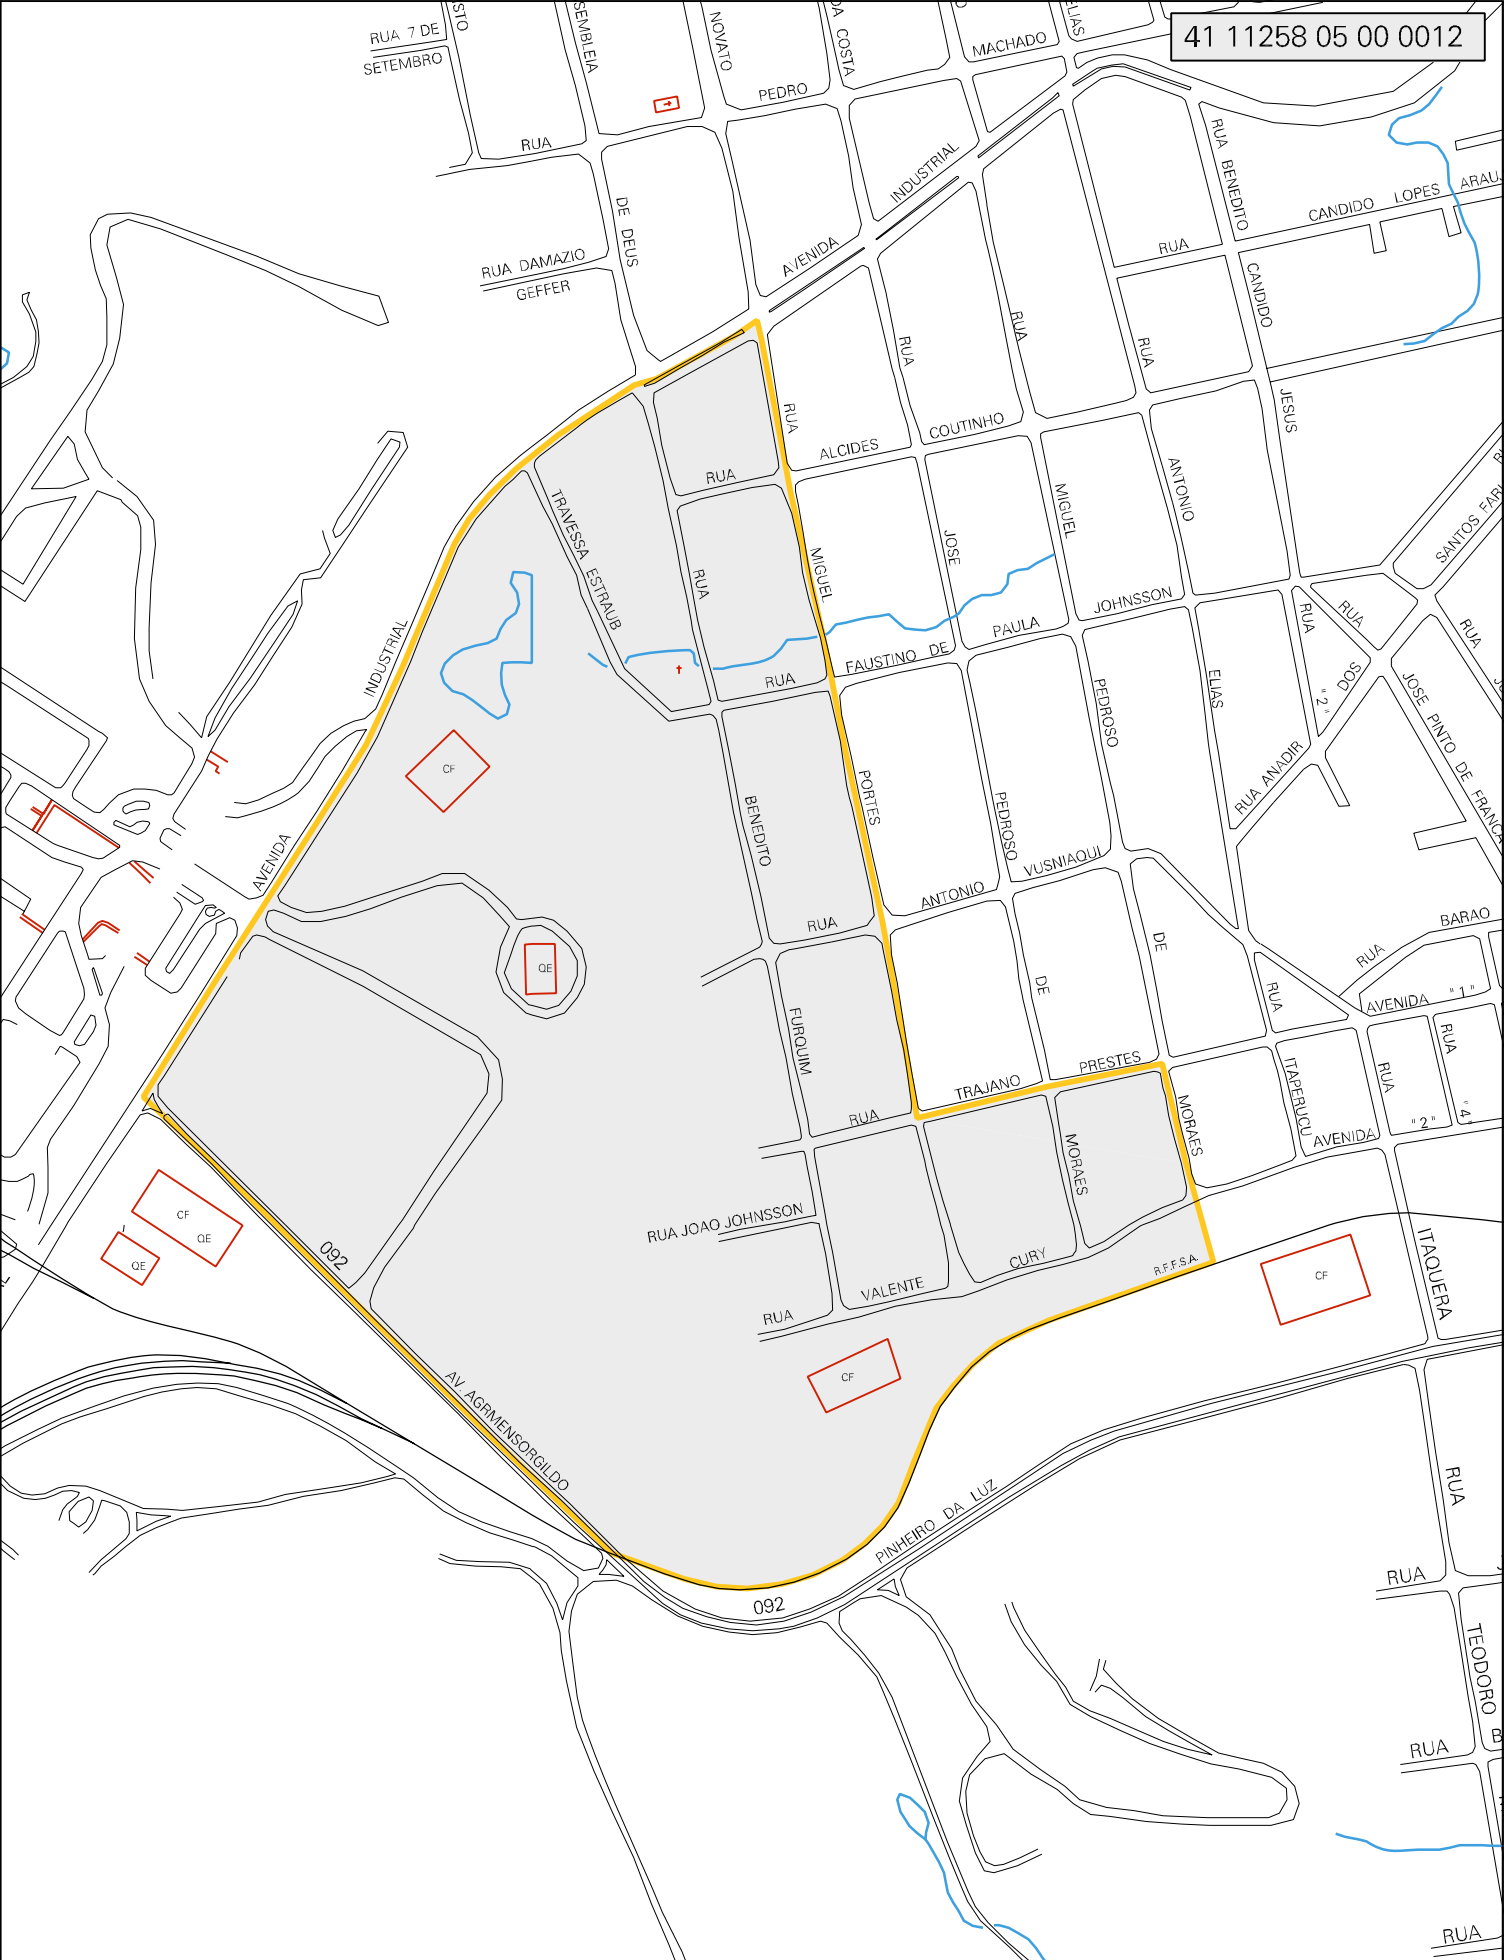 41 11258 05 00 0012
RUA 7 DE
SETEMBRO
NOVATO
DA COSTA
MACHADO
PEDRO
RUA
INDUSTRIAL
RUA BENEDITO
LOPES
CANDIDO
DE DEUS
RUA DAMAZIO
GEFFER
AVENIDA
RUA
CANDIDO
RUA
RUA
RUA
RUA
ALCIDES
COUTINHO
JESUS
RUA
TRAVESSA ESTRAUB
MIGUEL
ANTONIO
SANTOS
RUA
MIGUEL
JOSE
JOHNSSON
RUA
RUA
RUA
INDUSTRIAL
PAULA
FAUSTINO DE
RUA
DOS
"2"
ELIAS
PEDROSO
JOSE PINTO DE FRANCA
CF
RUA ANADIR
PORTES
BENEDITO
PEDROSO
AVENIDA
VUSNIAQUI
ANTONIO
RUA
BARAO
DE
RUA
QE
DE
RUA
AVENIDA
"1"
FURQUIM
RUA
RUA
PRESTES
TRAJANO
RUA
ITAPERUCU
MORAES
"2"
"4"
AVENIDA
MORAES
CF
QE
QE
RUA JOAO JOHNSSON
092
CURY
R.F.F.S.A.
ITAQUERA
CF
VALENTE
RUA
CF
AV. AGRMENSORGILDO
PINHEIRO DA LUZ
RUA
RUA
092
TEODORO
RUA
RUA